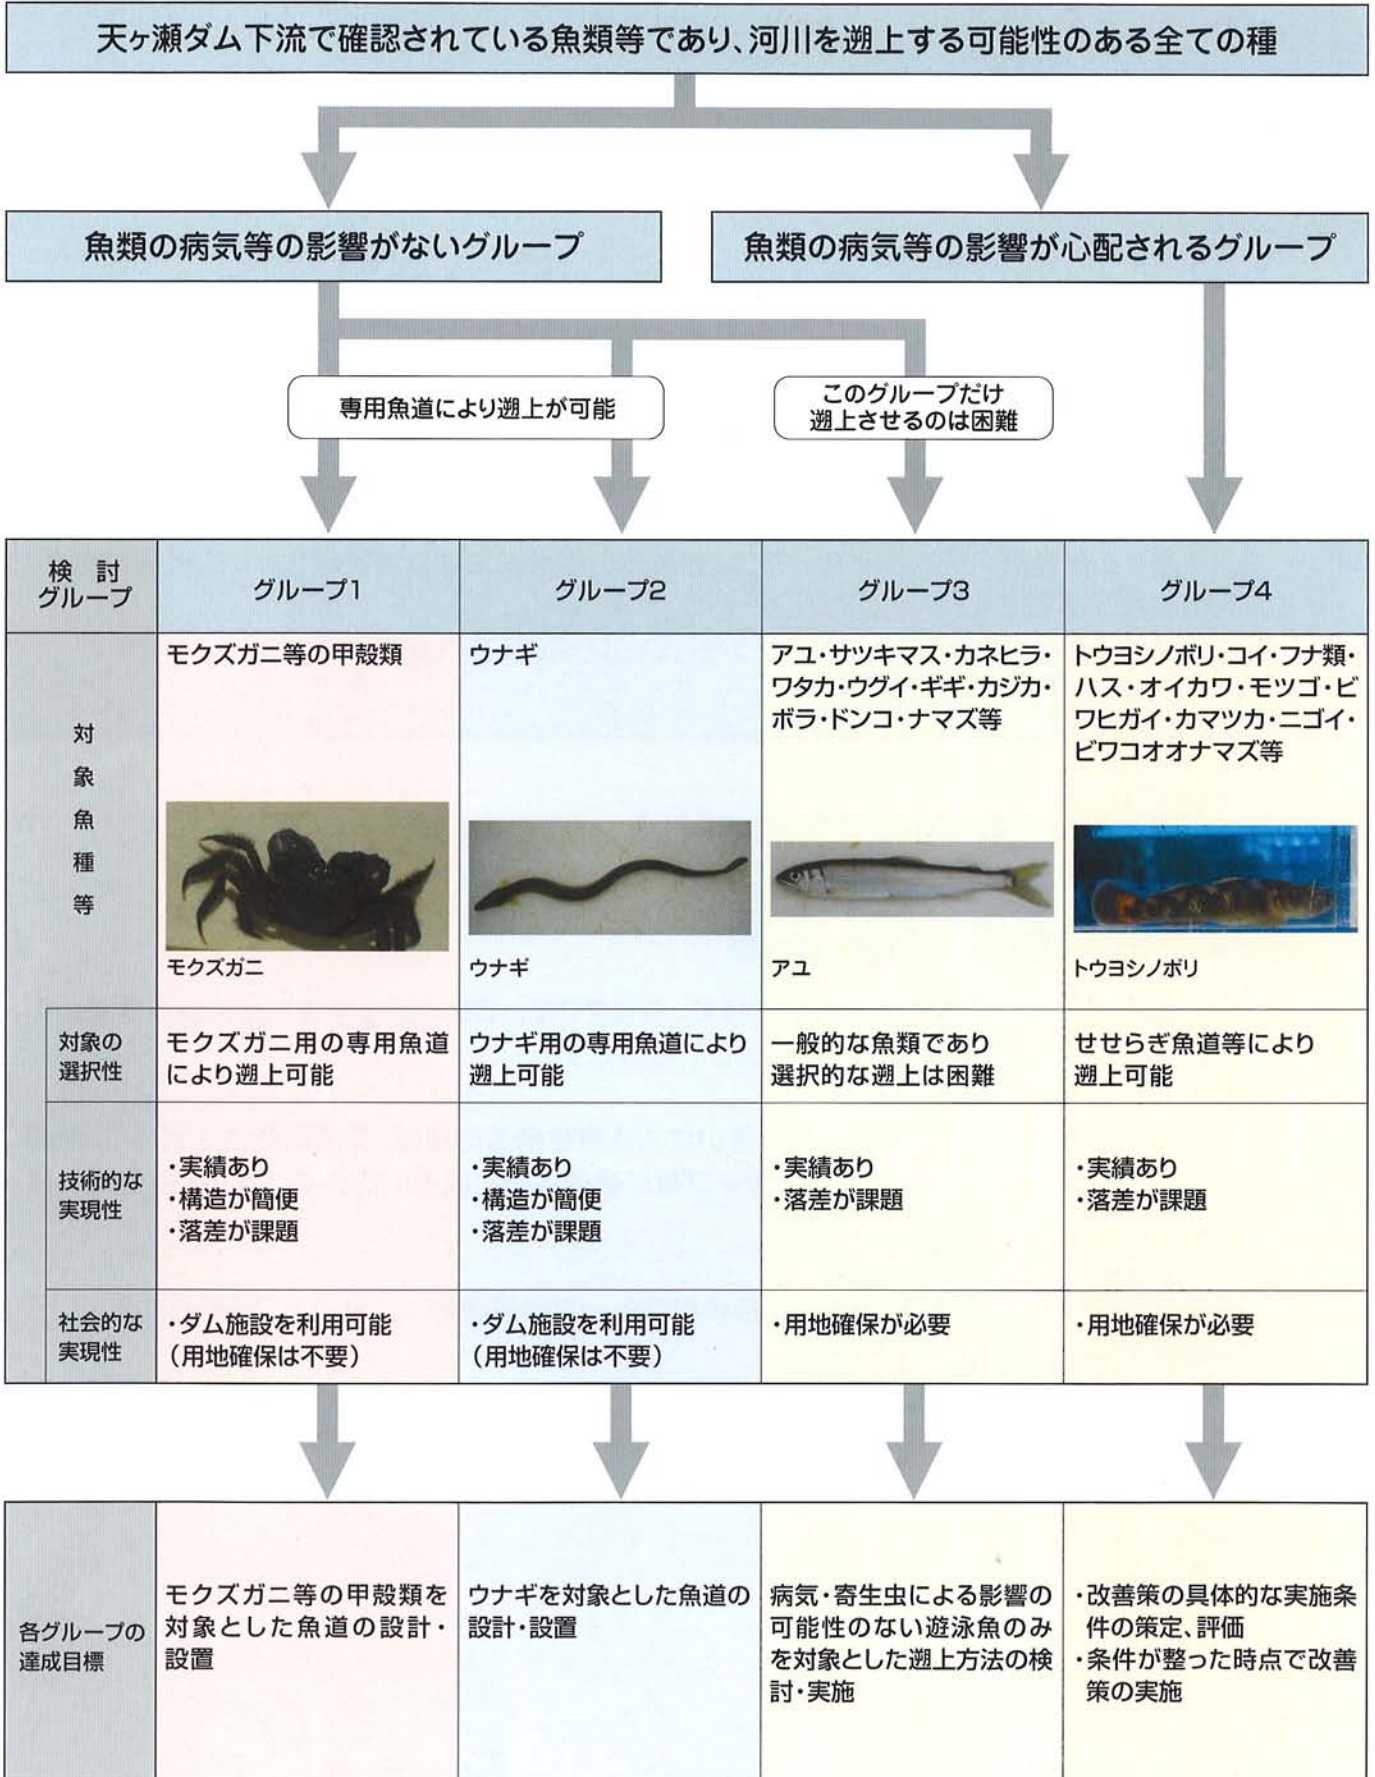 天ヶ瀬ダム下流で確認されている魚類等であり、河川を遡上する可能性のある全ての種
魚類の病気等の影響がないグループ
魚類の病気等の影響が心配されるグループ
専用魚道により遡上が可能
このグループだけ
遡上させるのは困難
検 討
グループ
グループ1
グループ2
グループ3
グループ4
対
象
魚
種
等
モクズガニ等の甲殻類
モクズガニ
ウナギ
ウナギ
アユ・サツキマス・カネヒラ・
ワタカ・ウグイ・ギギ・カジカ・
ボラ・ドンコ・ナマズ等
アユ
トウヨシノボリ・コイ・フナ類・
ハス・オイカワ・モツゴ・ビ
ワヒガイ・カマツカ・ニゴイ・
ビワコオオナマズ等
トウヨシノボリ
対象の
選択性
モクズガニ用の専用魚道
により遡上可能
ウナギ用の専用魚道により
遡上可能
一般的な魚類であり
選択的な遡上は困難
せせらぎ魚道等により
遡上可能
技術的な
実現性
・実績あり
・構造が簡便
・落差が課題
・実績あり
・構造が簡便
・落差が課題
・実績あり
・落差が課題
・実績あり
・落差が課題
社会的な
実現性
・ダム施設を利用可能
(用地確保は不要)
・ダム施設を利用可能
(用地確保は不要)
・用地確保が必要
・用地確保が必要
各グループの
達成目標
モクズガニ等の甲殻類を
対象とした魚道の設計・
設置
ウナギを対象とした魚道の
設計・設置
病気・寄生虫による影響の
可能性のない遊泳魚のみ
を対象とした遡上方法の検
討・実施
・改善策の具体的な実施条
件の策定、評価
・条件が整った時点で改善
策の実施